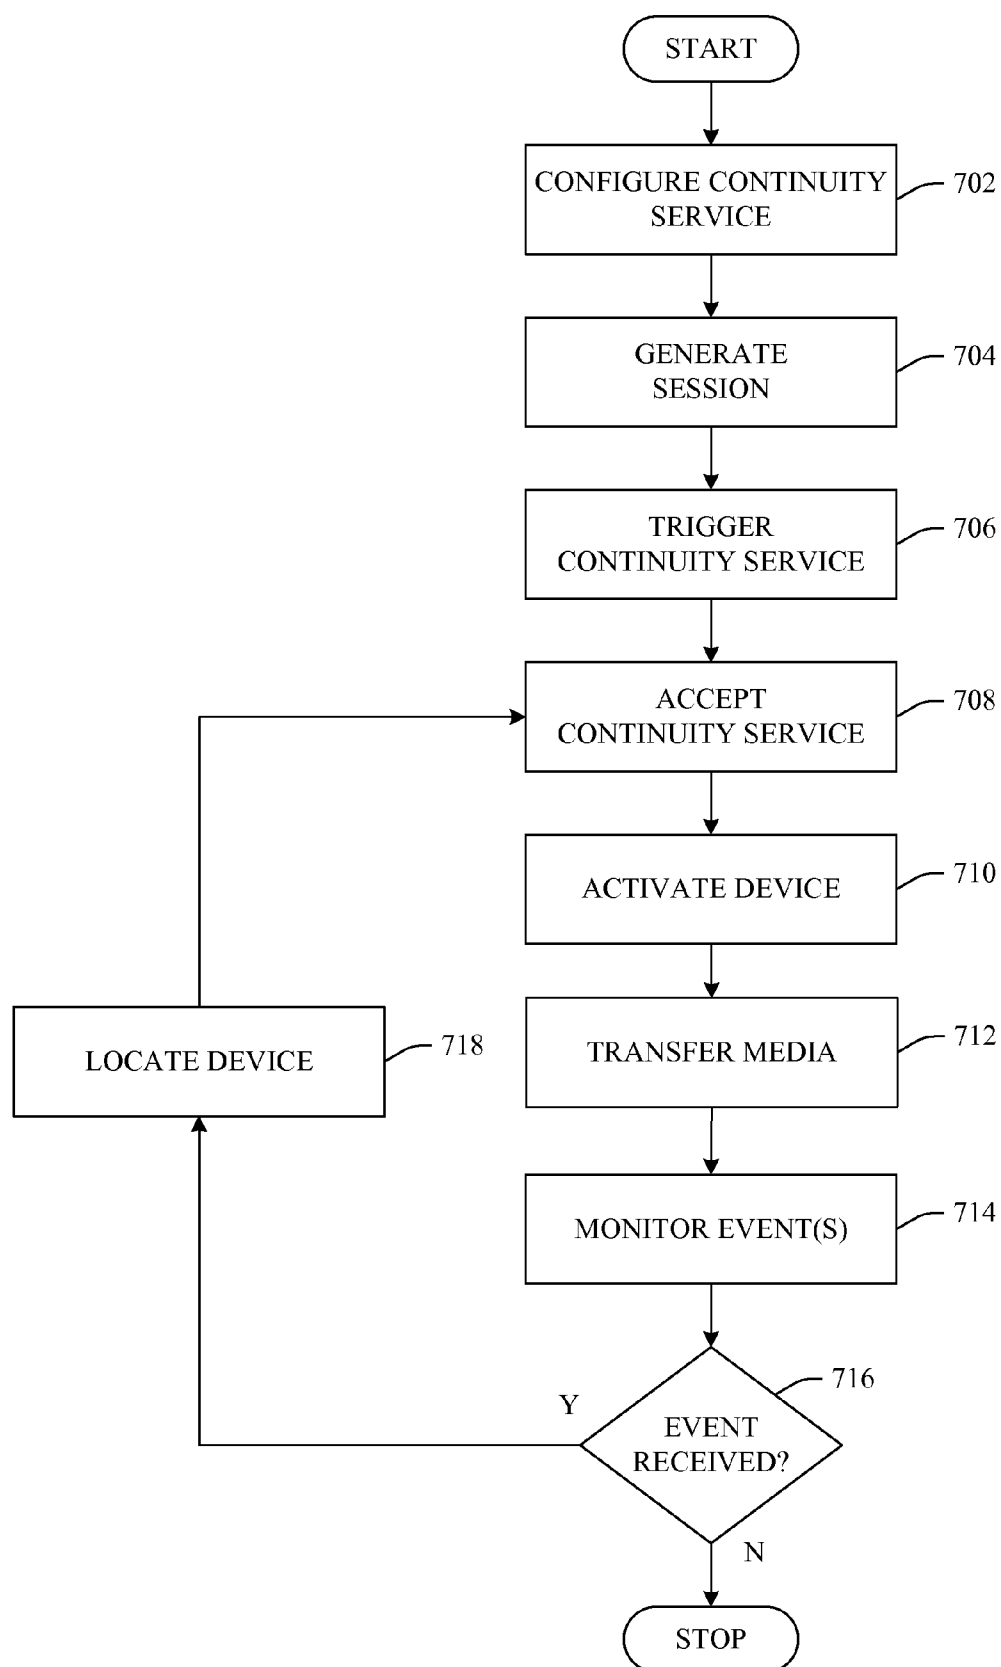 START
CONFIGURE CONTINUITY
SERVICE
702
GENERATE
SESSION
704
TRIGGER
CONTINUITY SERVICE
706
ACCEPT
CONTINUITY SERVICE
708
ACTIVATE DEVICE
710
TRANSFER MEDIA
712
LOCATE DEVICE
718
MONITOR EVENT(S)
714
716
Y
EVENT
RECEIVED?
N
STOP